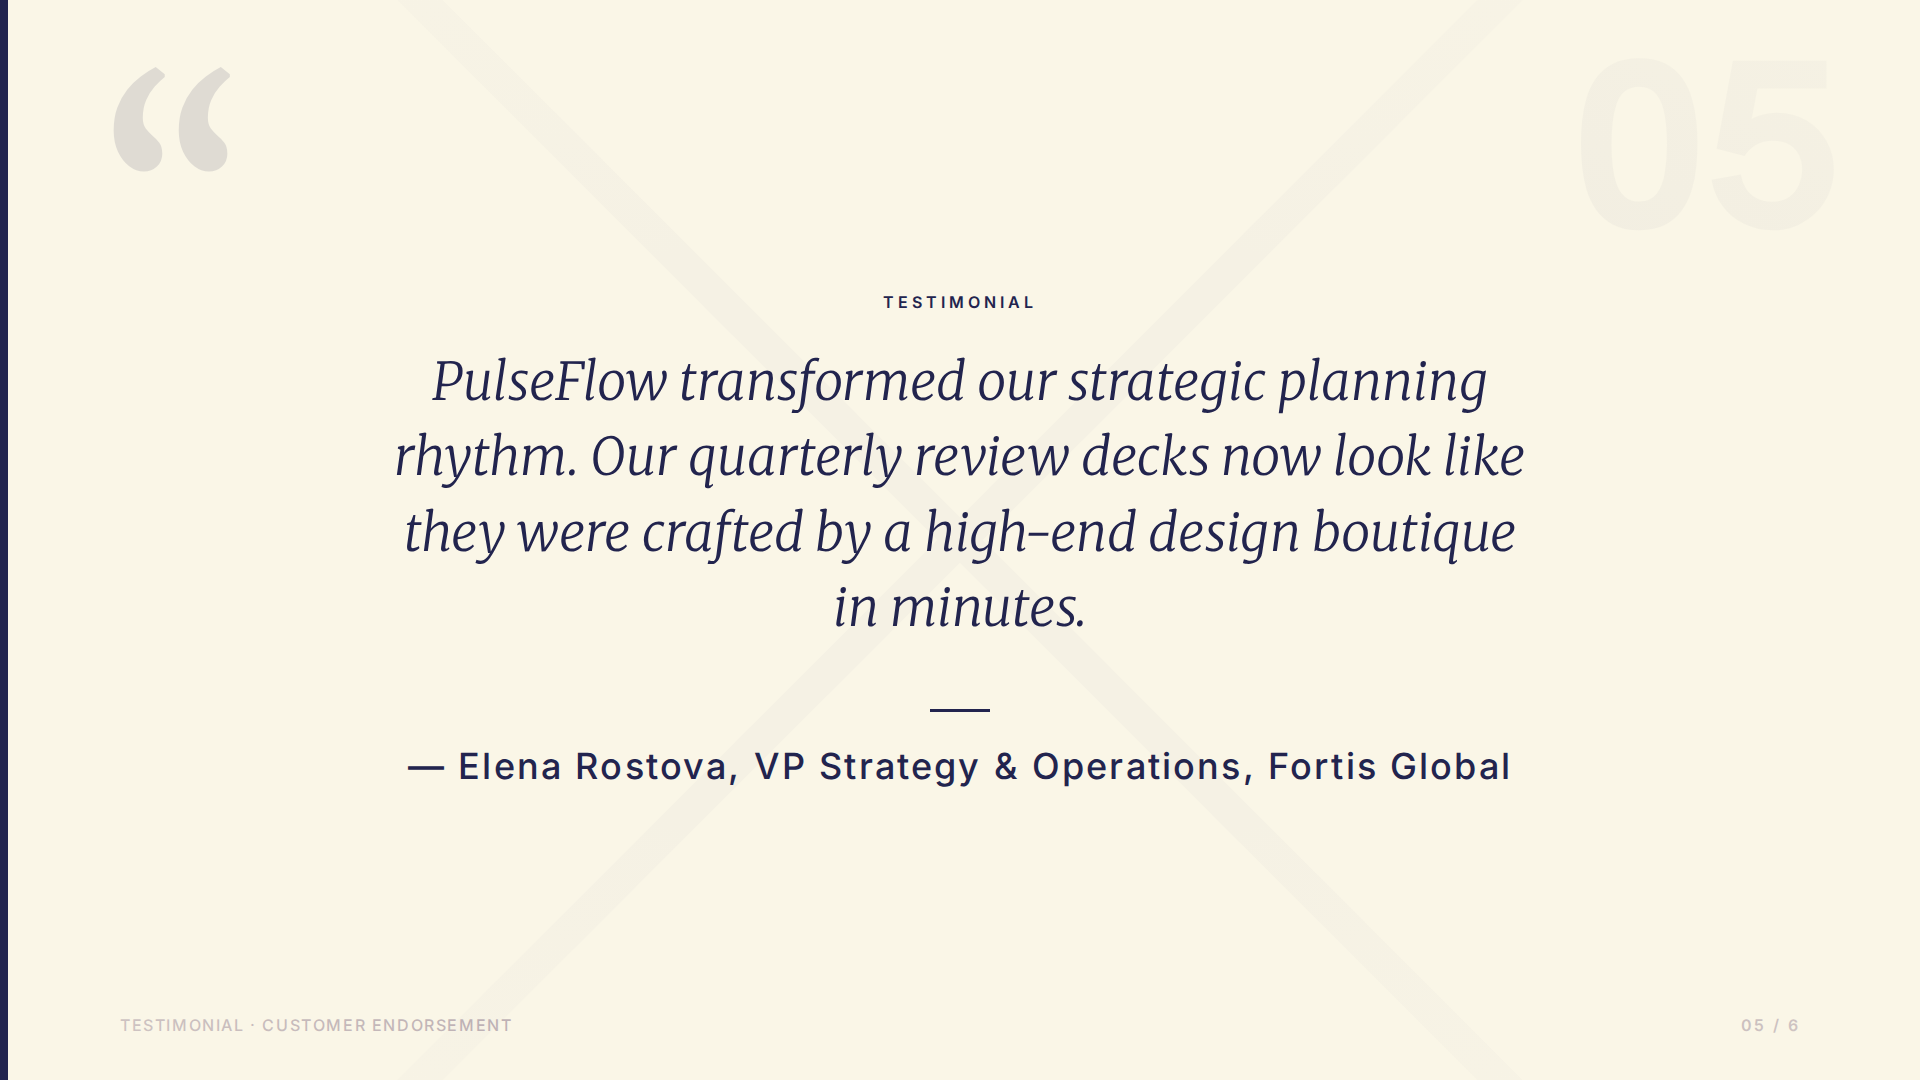 “
05
TESTIMONIAL
PulseFlow transformed our strategic planning
rhythm. Our quarterly review decks now look like
they were crafted by a high-end design boutique
in minutes.
— Elena Rostova, VP Strategy & Operations, Fortis Global
TESTIMONIAL · CUSTOMER ENDORSEMENT
05 / 6